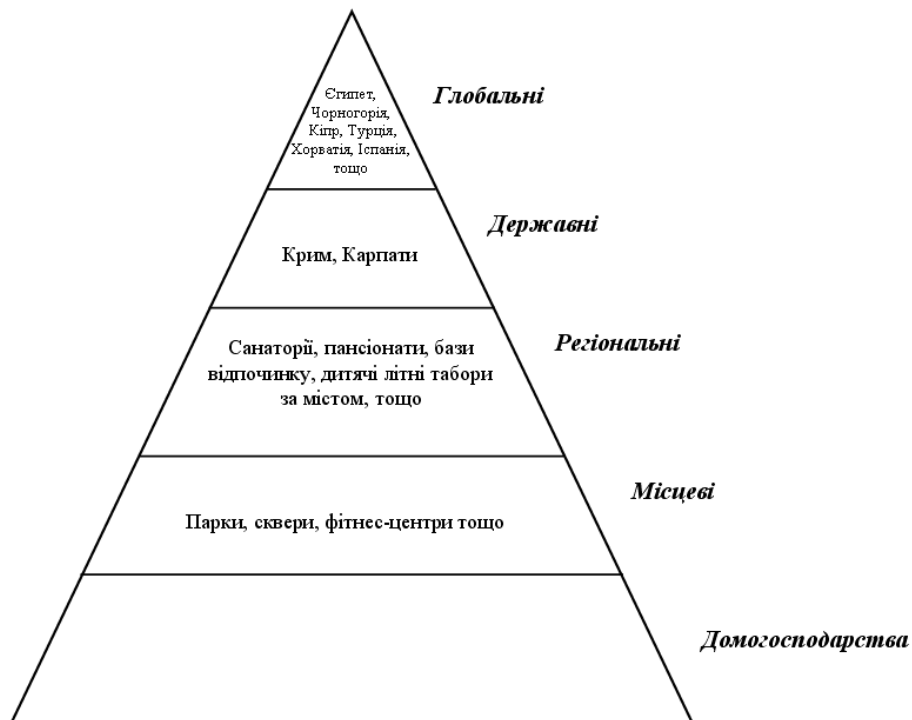 Єгипет,
Чорногорія,
Кіпр, Турція,
Хорватія, Іспанія,
тощо
Глобальні
Державні
Крим, Карпати
Регіональні
Санаторії, пансіонати, бази
відпочинку, дитячі літні табори
за містом, тощо
Місцеві
Парки, сквери, фітнес-центри тощо
Домогосподарства